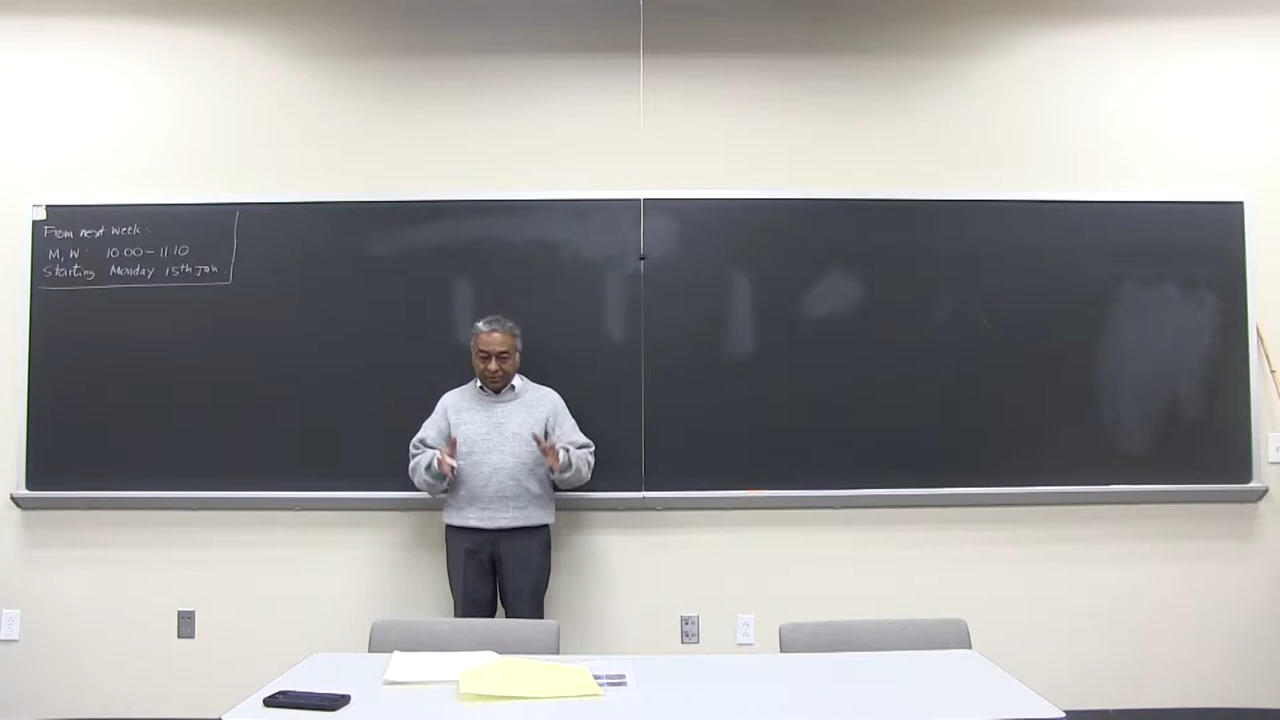 From next week:
M, W: 10:00 – 11:10
Starting Monday 15th Jan